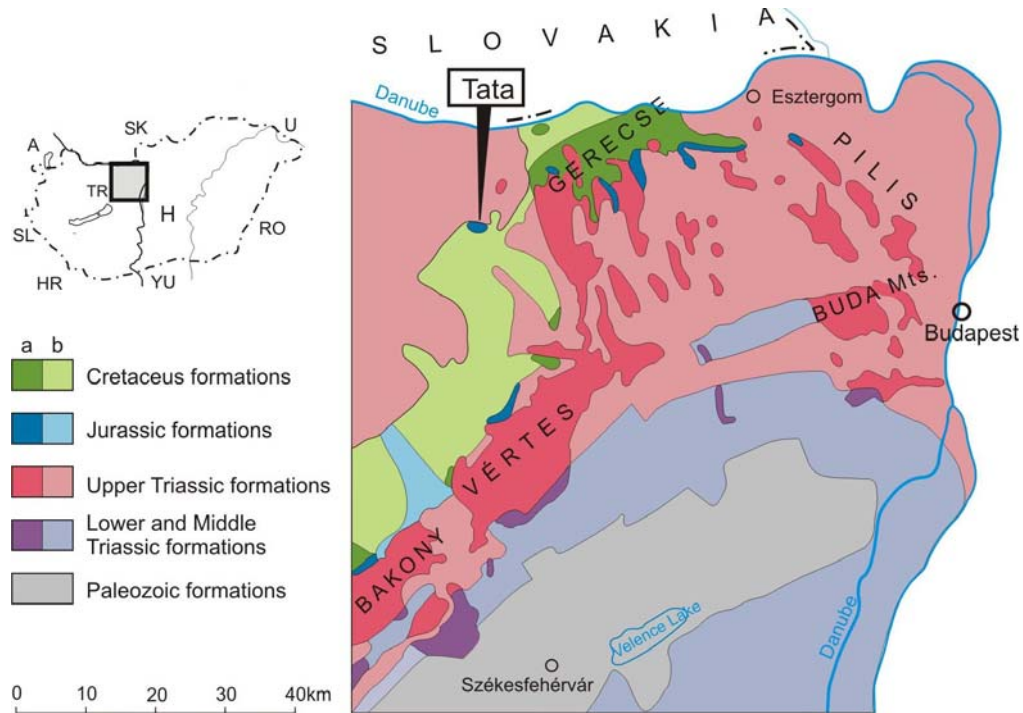 SLOVAKIA
Danube
Tata
Esztergom
GERECSE
PILIS
BUDA Mts.
Budapest
VÉRTES
BAKONY
Velence Lake
Danube
Székesfehérvár
A
SK
U
TR
H
SL
RO
HR
YU
a b
Cretaceus formations
Jurassic formations
Upper Triassic formations
Lower and Middle
Triassic formations
Paleozoic formations
0 10 20 30 40km